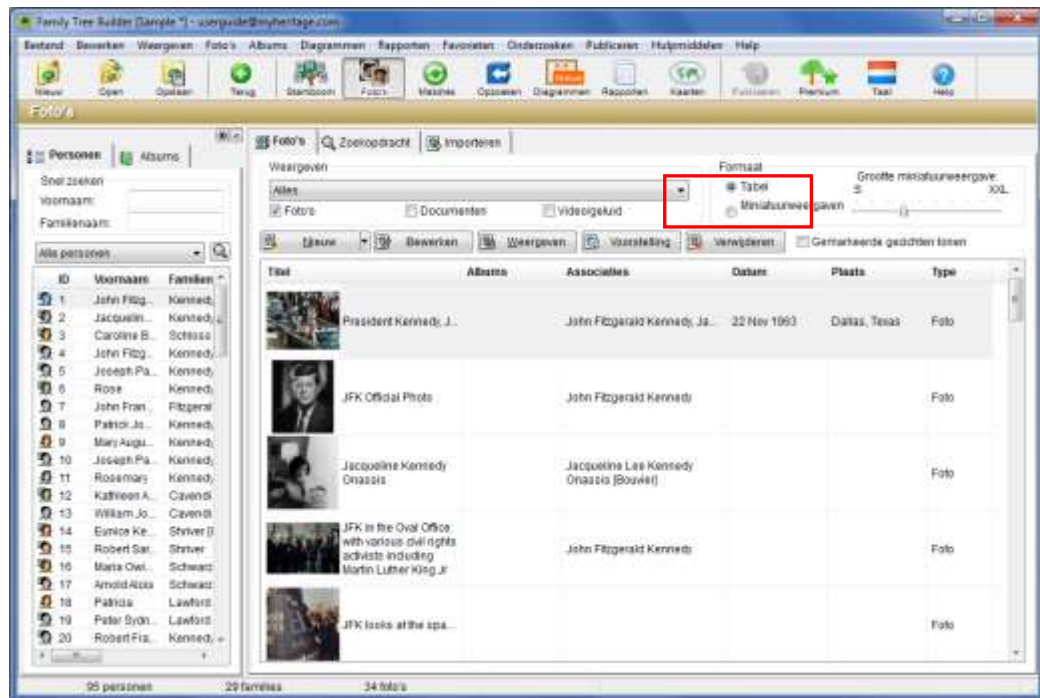 Family Tree Builder [Sample *] - userguide@myheritage.com
Bestand Bewerken Weergeven Foto's Albums Diagrammen Rapporten Favorieten Onderzoeken Publiceren Hulpmiddelen Help
Nieuw Open Opslaan Terug Stamboom Foto's Matches Opzoeken Diagrammen Rapporten Kaarten Publiceren Premium Taal Help
Foto's
Personen Albums
Foto's Zoekopdracht Importeren
Snel zoeken
Voornaam:
Familienaam:
Alle personen
Weergeven
Alles
Foto's Documenten Video/geluid
Formaat
Tabel
Miniatuurweergaven
Grootte miniatuurweergave:
S XXL
Nieuw Bewerken Weergeven Voorstelling Verwijderen Gemarkeerde gezichten tonen
ID Voornaam Familien
1 John Fitzg... Kennedy,
2 Jacquelin... Kennedy,
3 Caroline B... Schloss
4 John Fitzg... Kennedy,
5 Joseph Pa... Kennedy,
6 Rose Kennedy,
7 John Fran... Fitzgeral
8 Patrick Jo... Kennedy,
9 Mary Augu... Kennedy,
10 Joseph Pa... Kennedy,
11 Rosemary Kennedy,
12 Kathleen A... Cavendi
13 William Jo... Cavendi
14 Eunice Ke... Shriver [
15 Robert Sar... Shriver
16 Maria Owi... Schwarz
17 Arnold Alois Schwarz
18 Patricia Lawford
19 Peter Sydn... Lawford
20 Robert Fra... Kennedy,
Titel Albums Associaties Datum Plaats Type
President Kennedy, J... John Fitzgerald Kennedy, Ja... 22 Nov 1963 Dallas, Texas Foto
JFK Official Photo John Fitzgerald Kennedy Foto
Jacqueline Kennedy
Onassis
Jacqueline Lee Kennedy
Onassis [Bouvier]
Foto
JFK in the Oval Office
with various civil rights
activists including
Martin Luther King Jr
John Fitzgerald Kennedy
Foto
JFK looks at the spa... Foto
95 personen 29 families 34 foto's